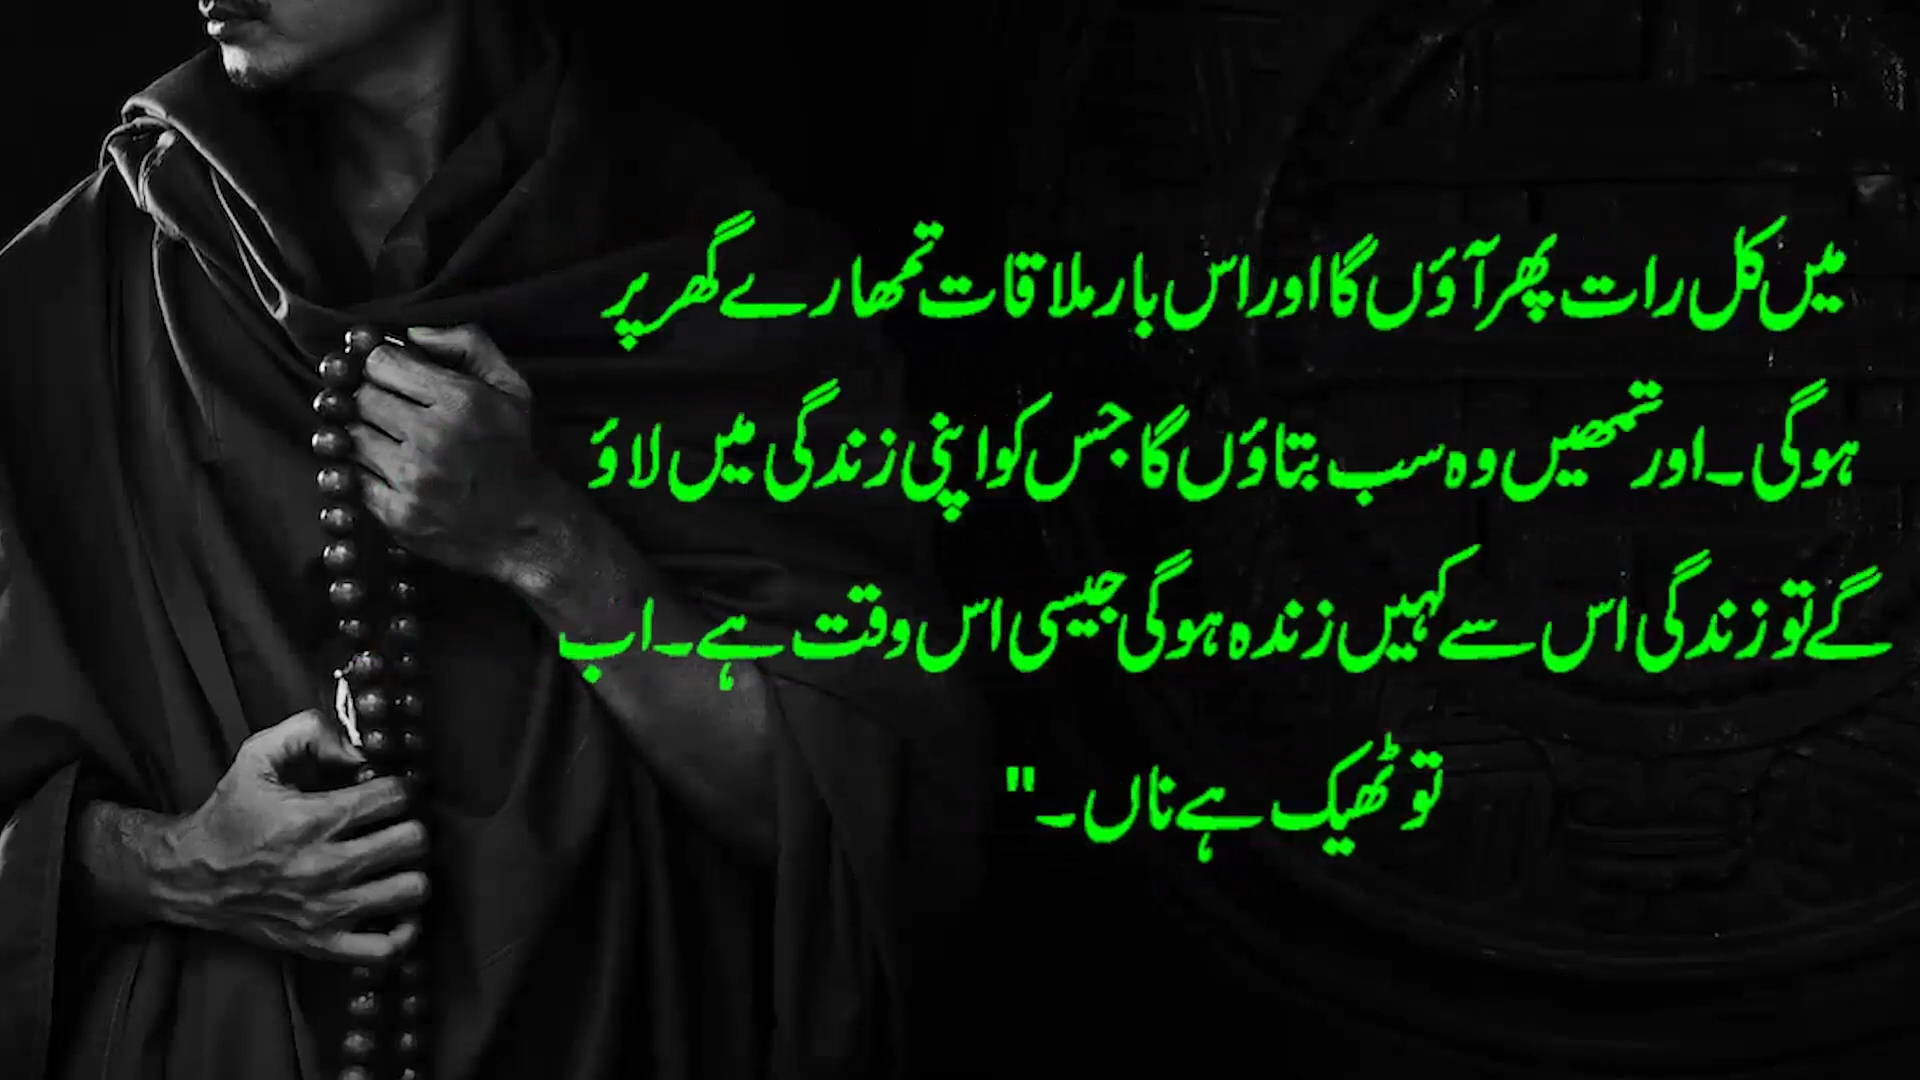 میں کل رات پھر آؤں گا اور اس بار ملاقات تمھارے گھر پر
ہوگی۔ اور تمھیں وہ سب بتاؤں گا جس کو اپنی زندگی میں لاؤ
گے تو زندگی اس سے کہیں زندہ ہوگی جیسی اس وقت ہے۔ اب
تو ٹھیک ہے ناں۔"